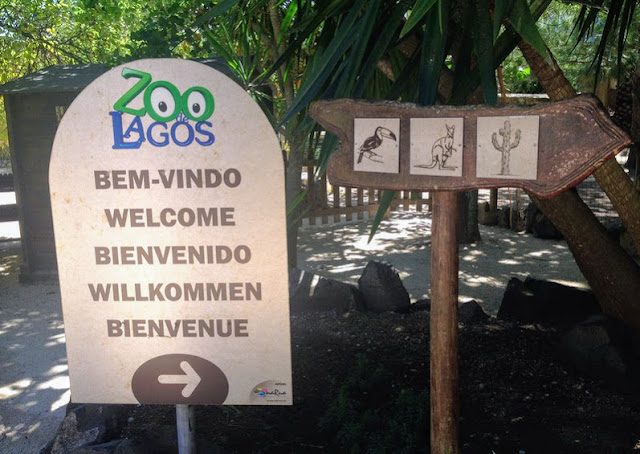 ZOO
de
LAGOS
BEM-VINDO
WELCOME
BIENVENIDO
WILLKOMMEN
BIENVENUE